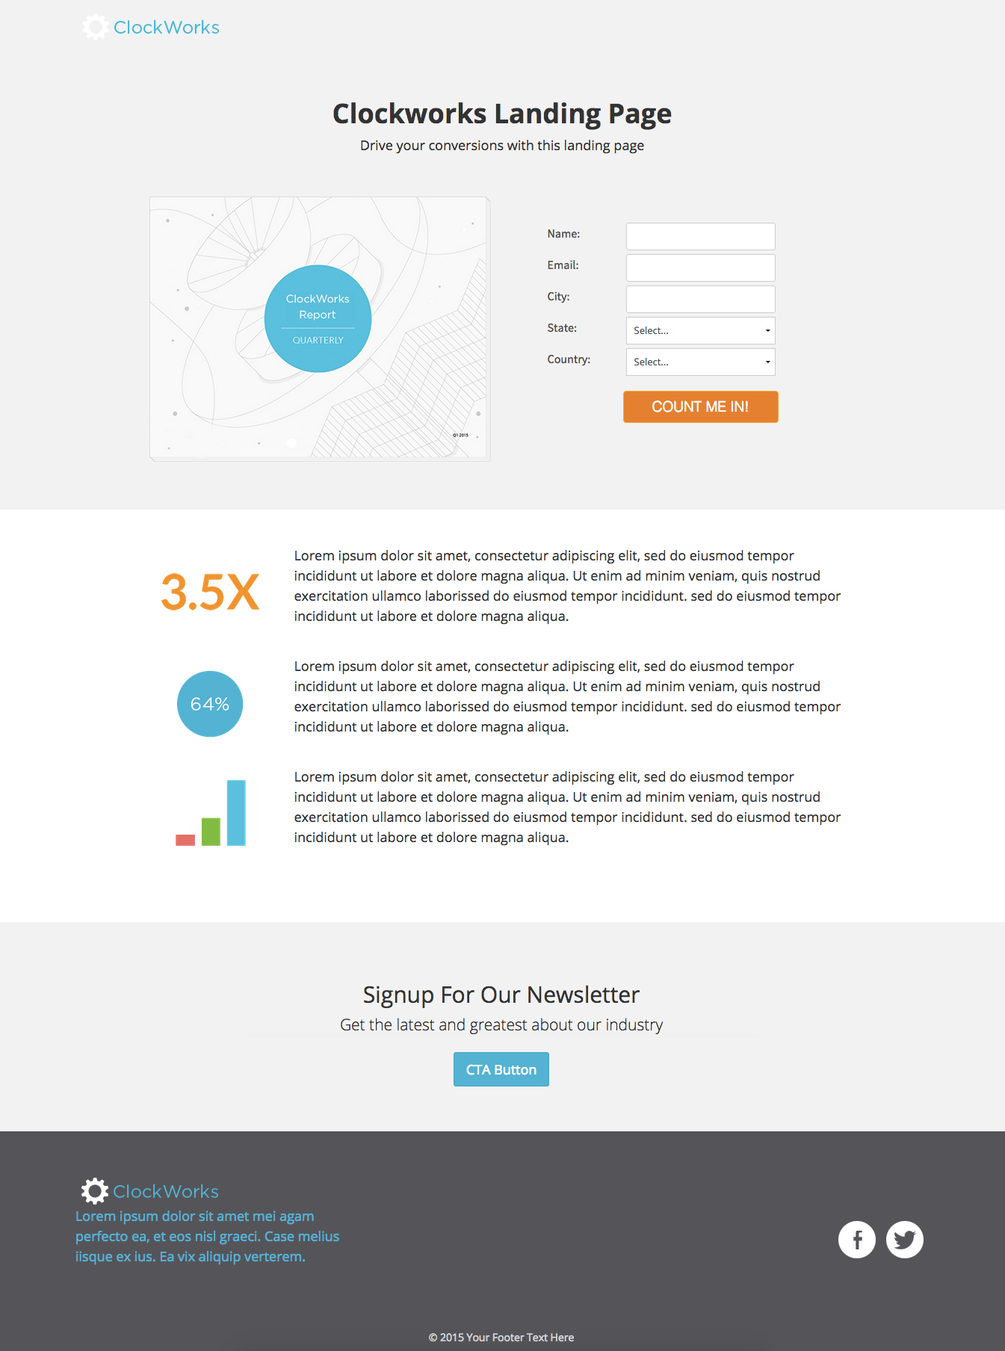 ClockWorks
Clockworks Landing Page
Drive your conversions with this landing page
ClockWorks
Report
QUARTERLY
Q1 2015
Name:
Email:
City:
State:
Select...
Country:
Select...
COUNT ME IN!
3.5X
Lorem ipsum dolor sit amet, consectetur adipiscing elit, sed do eiusmod tempor
incididunt ut labore et dolore magna aliqua. Ut enim ad minim veniam, quis nostrud
exercitation ullamco laborissed do eiusmod tempor incididunt. sed do eiusmod tempor
incididunt ut labore et dolore magna aliqua.
64%
Lorem ipsum dolor sit amet, consectetur adipiscing elit, sed do eiusmod tempor
incididunt ut labore et dolore magna aliqua. Ut enim ad minim veniam, quis nostrud
exercitation ullamco laborissed do eiusmod tempor incididunt. sed do eiusmod tempor
incididunt ut labore et dolore magna aliqua.
Lorem ipsum dolor sit amet, consectetur adipiscing elit, sed do eiusmod tempor
incididunt ut labore et dolore magna aliqua. Ut enim ad minim veniam, quis nostrud
exercitation ullamco laborissed do eiusmod tempor incididunt. sed do eiusmod tempor
incididunt ut labore et dolore magna aliqua.
Signup For Our Newsletter
Get the latest and greatest about our industry
CTA Button
ClockWorks
Lorem ipsum dolor sit amet mei agam
perfecto ea, et eos nisl graeci. Case melius
iisque ex ius. Ea vix aliquip verterem.
© 2015 Your Footer Text Here